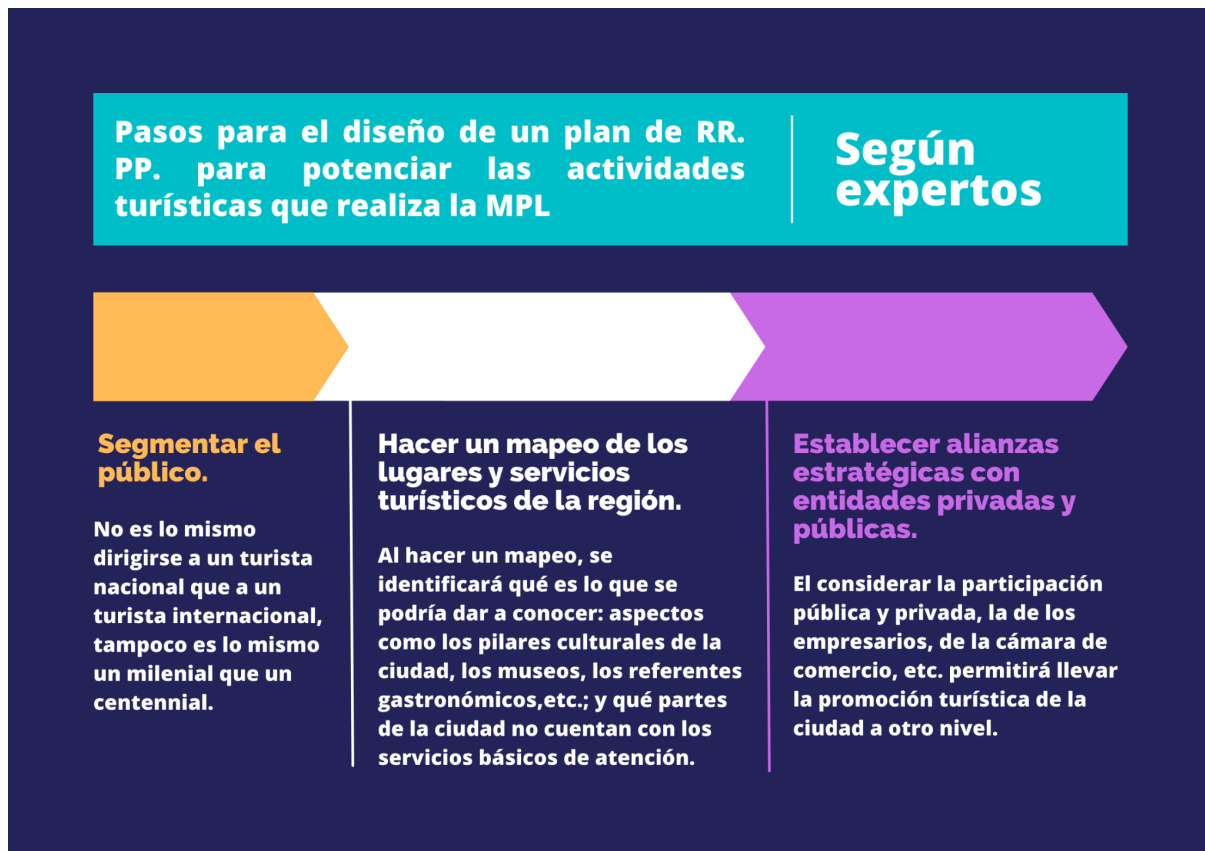 Pasos para el diseño de un plan de RR.
PP. para potenciar las actividades
turísticas que realiza la MPL
Según
expertos
Segmentar el
público.
No es lo mismo
dirigirse a un turista
nacional que a un
turista internacional,
tampoco es lo mismo
un milenial que un
centennial.
Hacer un mapeo de los
lugares y servicios
turísticos de la región.
Al hacer un mapeo, se
identificará qué es lo que se
podría dar a conocer: aspectos
como los pilares culturales de la
ciudad, los museos, los referentes
gastronómicos,etc.; y qué partes
de la ciudad no cuentan con los
servicios básicos de atención.
Establecer alianzas
estratégicas con
entidades privadas y
públicas.
El considerar la participación
pública y privada, la de los
empresarios, de la cámara de
comercio, etc. permitirá llevar
la promoción turística de la
ciudad a otro nivel.